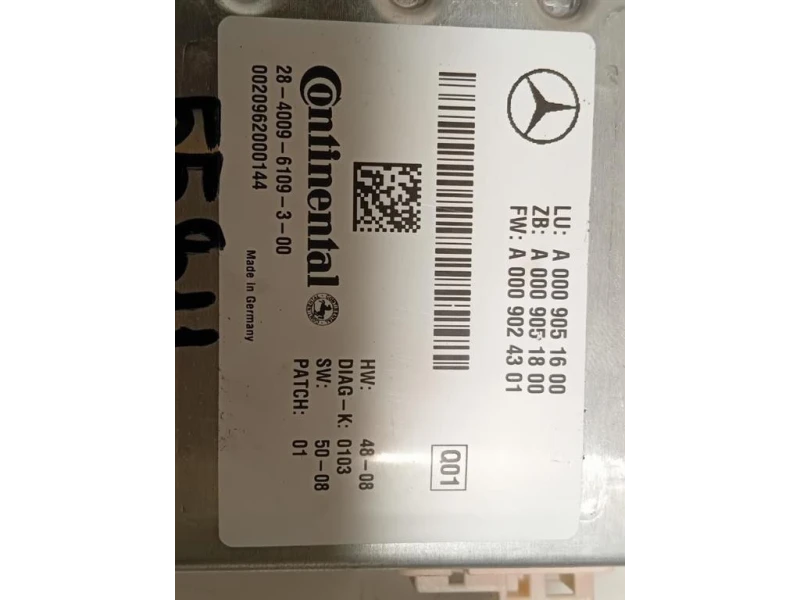 LU: A 000 905 16 00
ZB: A 000 905 18 00
FW: A 000 902 43 01
Q01
Continental
CONTINENTAL
28-4009-6109-3-00
0020962000144
Made in Germany
HW: 48-08
DIAG-K: 0103
SW: 50-08
PATCH: 01